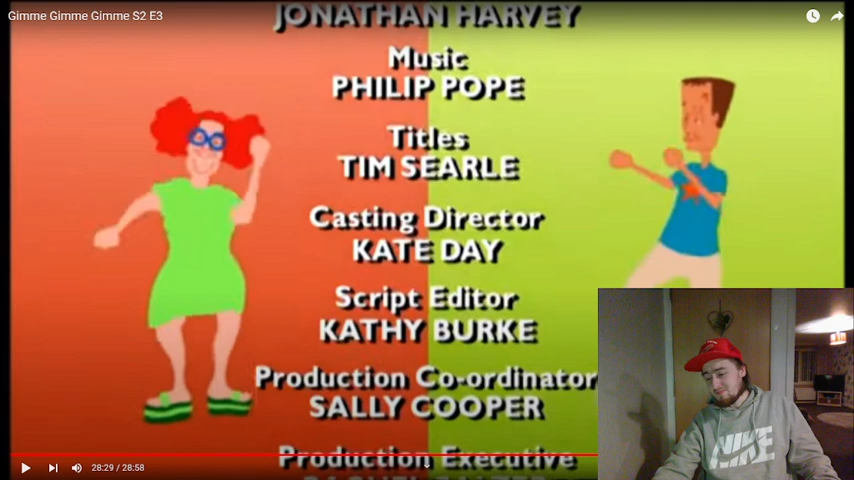 Gimme Gimme Gimme S2 E3
JONATHAN HARVEY
Music
PHILIP POPE
Titles
TIM SEARLE
Casting Director
KATE DAY
Script Editor
KATHY BURKE
Production Co-ordinator
SALLY COOPER
Production Executive
28:29 / 28:58
NIKE